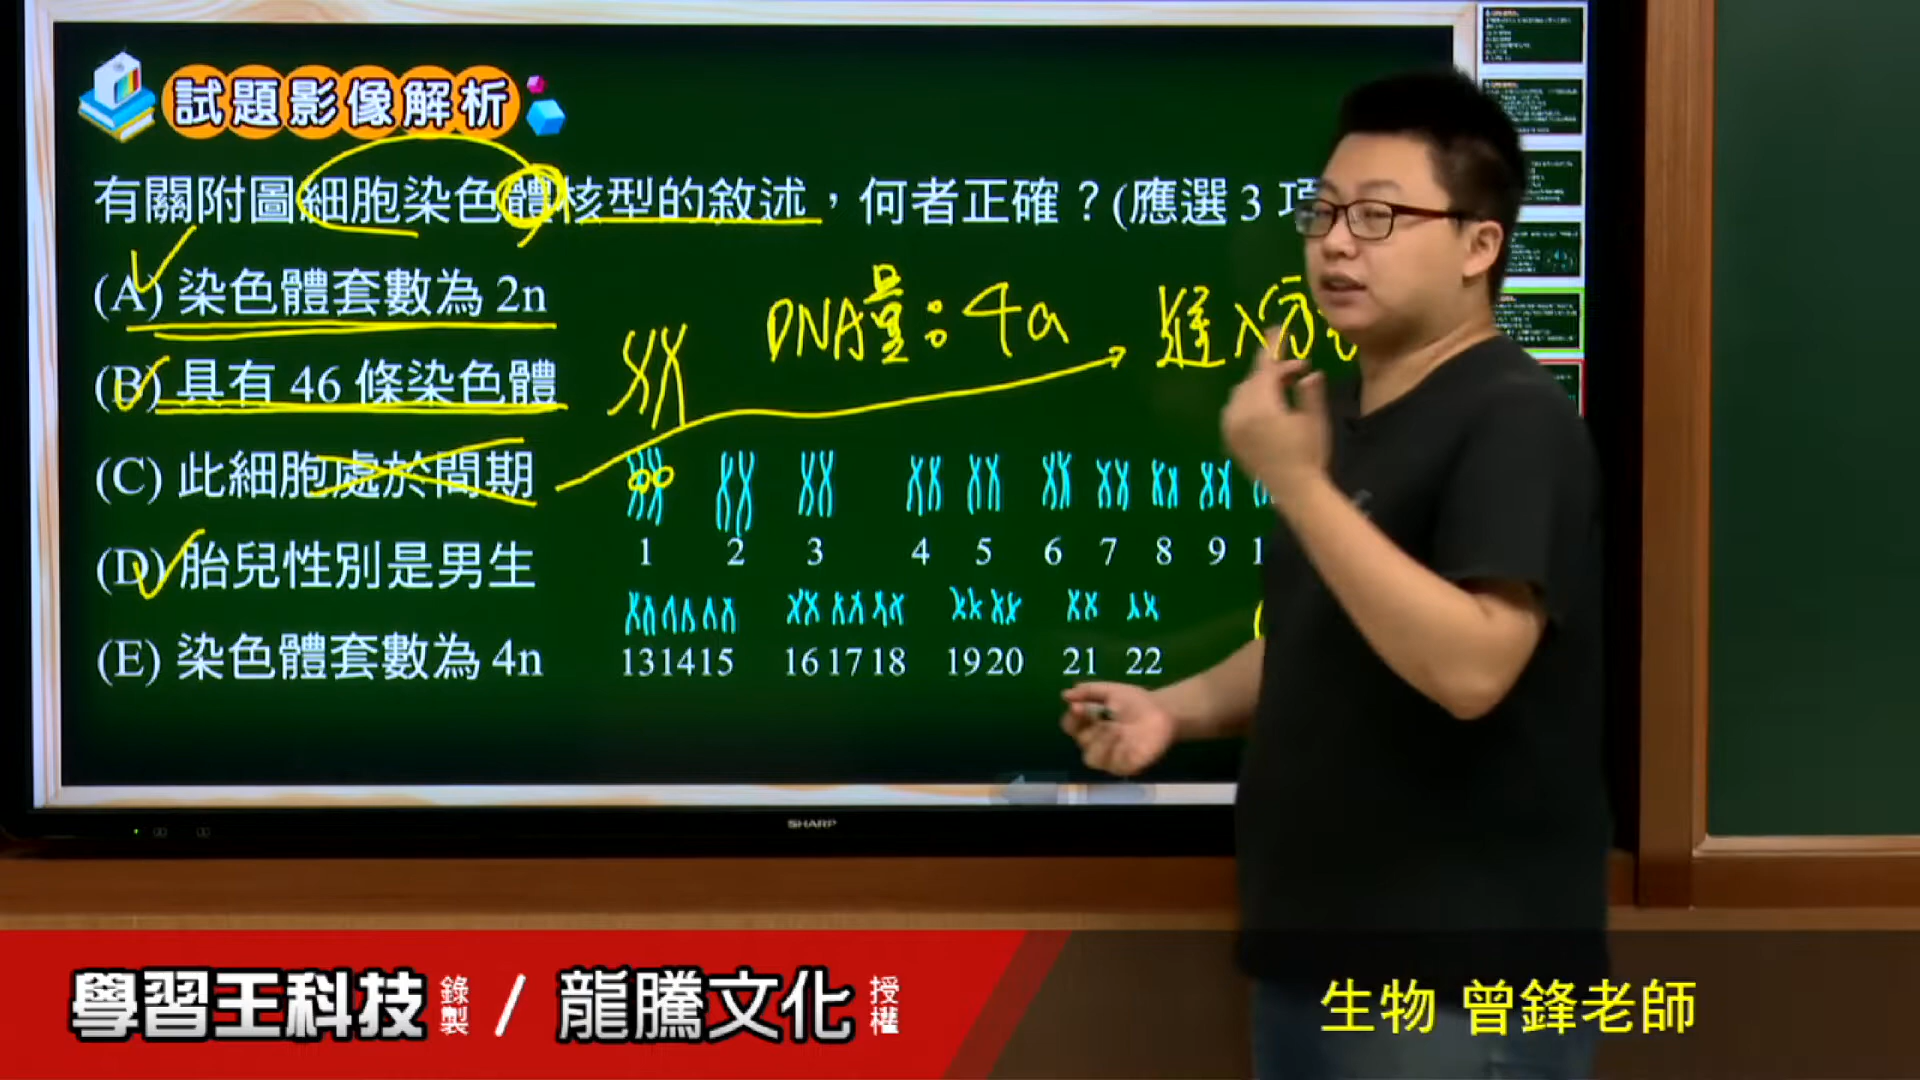 試題影像解析
有關附圖細胞染色體核型的敘述，何者正確？(應選 3 項
(A) 染色體套數為 2n
DNA量：4a
(B) 具有 46 條染色體
(C) 此細胞處於間期
1 2 3 4 5 6 7 8 9 1
(D) 胎兒性別是男生
(E) 染色體套數為 4n
13 14 15 16 17 18 19 20 21 22
SHARP
學習王科技 錄製 / 龍騰文化 授權
生物 曾鋒老師